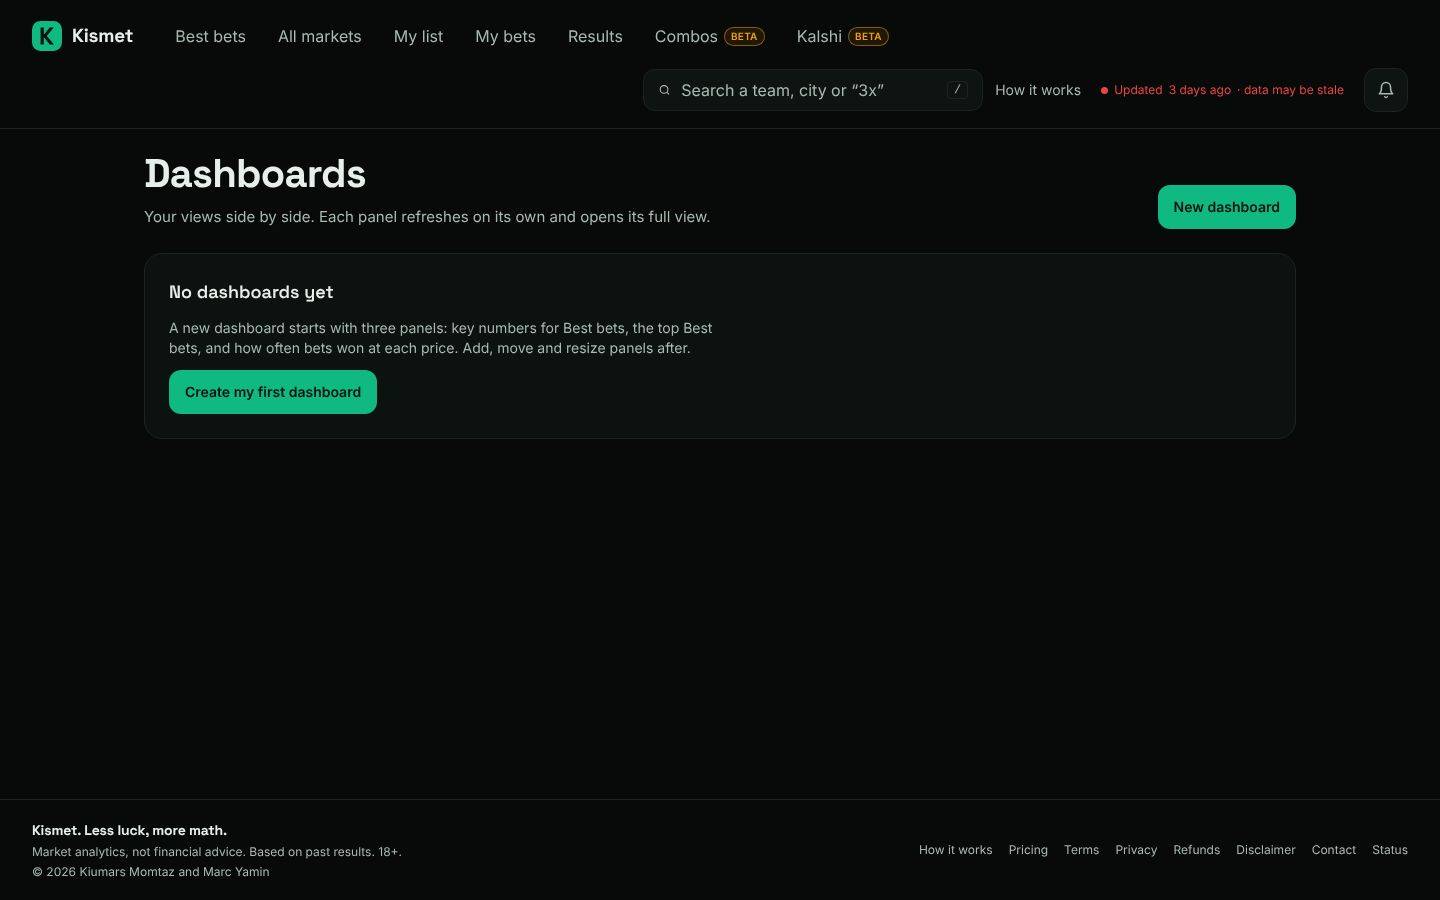 K Kismet Best bets All markets My list My bets Results Combos BETA Kalshi BETA
Search a team, city or “3x” / How it works Updated 3 days ago · data may be stale
Dashboards
Your views side by side. Each panel refreshes on its own and opens its full view.
New dashboard
No dashboards yet
A new dashboard starts with three panels: key numbers for Best bets, the top Best
bets, and how often bets won at each price. Add, move and resize panels after.
Create my first dashboard
Kismet. Less luck, more math.
Market analytics, not financial advice. Based on past results. 18+.
© 2026 Kiumars Momtaz and Marc Yamin
How it works Pricing Terms Privacy Refunds Disclaimer Contact Status